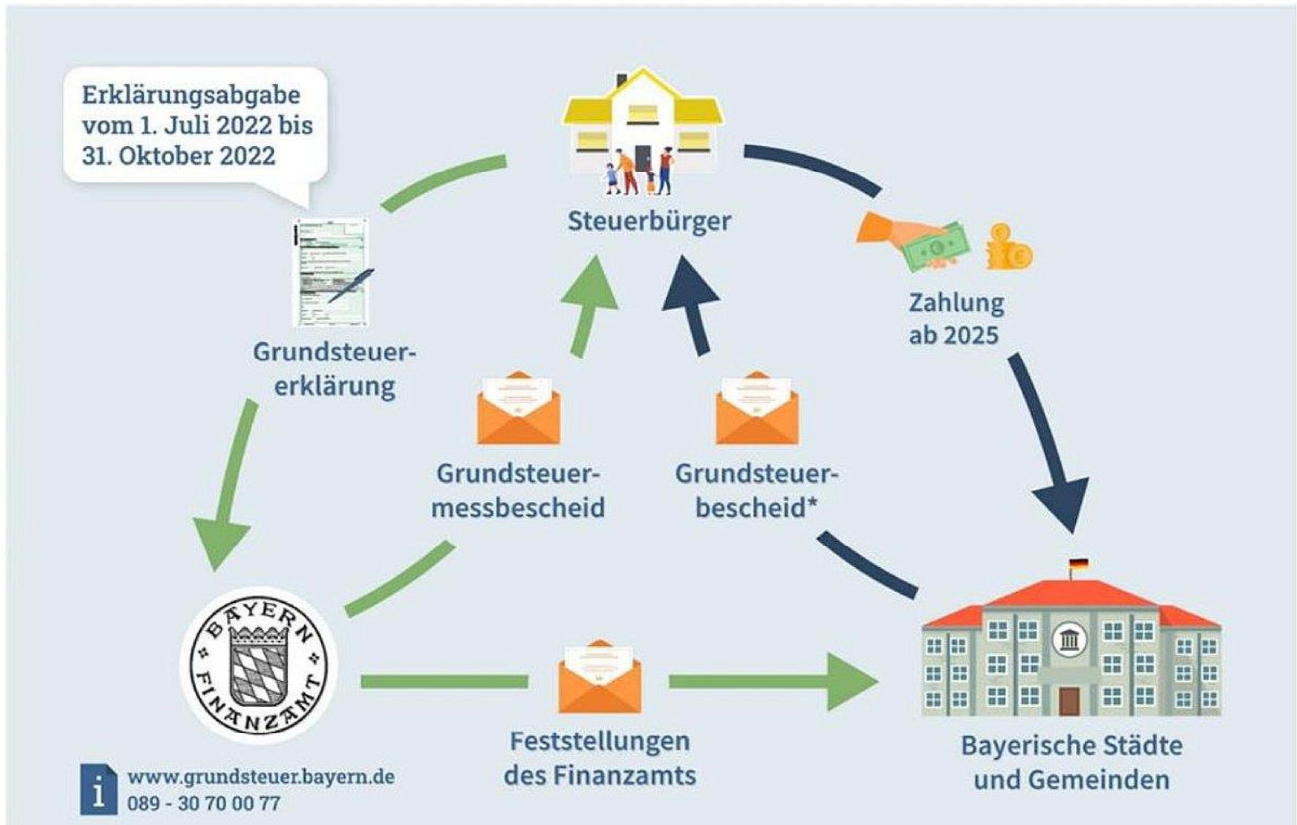 Erklärungsabgabe
vom 1. Juli 2022 bis
31. Oktober 2022
Steuerbürger
Zahlung
ab 2025
Grundsteuer-
erklärung
Grundsteuer-
messbescheid
Grundsteuer-
bescheid*
BAYERN
FINANZAMT
Feststellungen
des Finanzamts
Bayerische Städte
und Gemeinden
i
www.grundsteuer.bayern.de
089 - 30 70 00 77